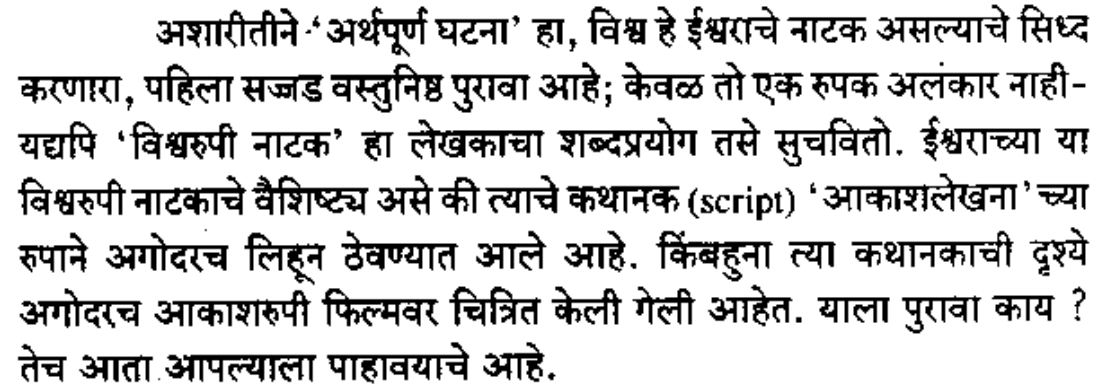 अशारीतीने 'अर्थपूर्ण घटना' हा, विश्व हे ईश्वराचे नाटक असल्याचे सिध्द
करणारा, पहिला सज्जड वस्तुनिष्ठ पुरावा आहे; केवळ तो एक रुपक अलंकार नाही-
यद्यपि 'विश्वरुपी नाटक' हा लेखकाचा शब्दप्रयोग तसे सुचवितो. ईश्वराच्या या
विश्वरुपी नाटकाचे वैशिष्ट्य असे की त्याचे कथानक (script) 'आकाशलेखना' च्या
रुपाने अगोदरच लिहून ठेवण्यात आले आहे. किंबहुना त्या कथानकाची दृश्ये
अगोदरच आकाशरुपी फिल्मवर चित्रित केली गेली आहेत. याला पुरावा काय ?
तेच आता आपल्याला पाहावयाचे आहे.